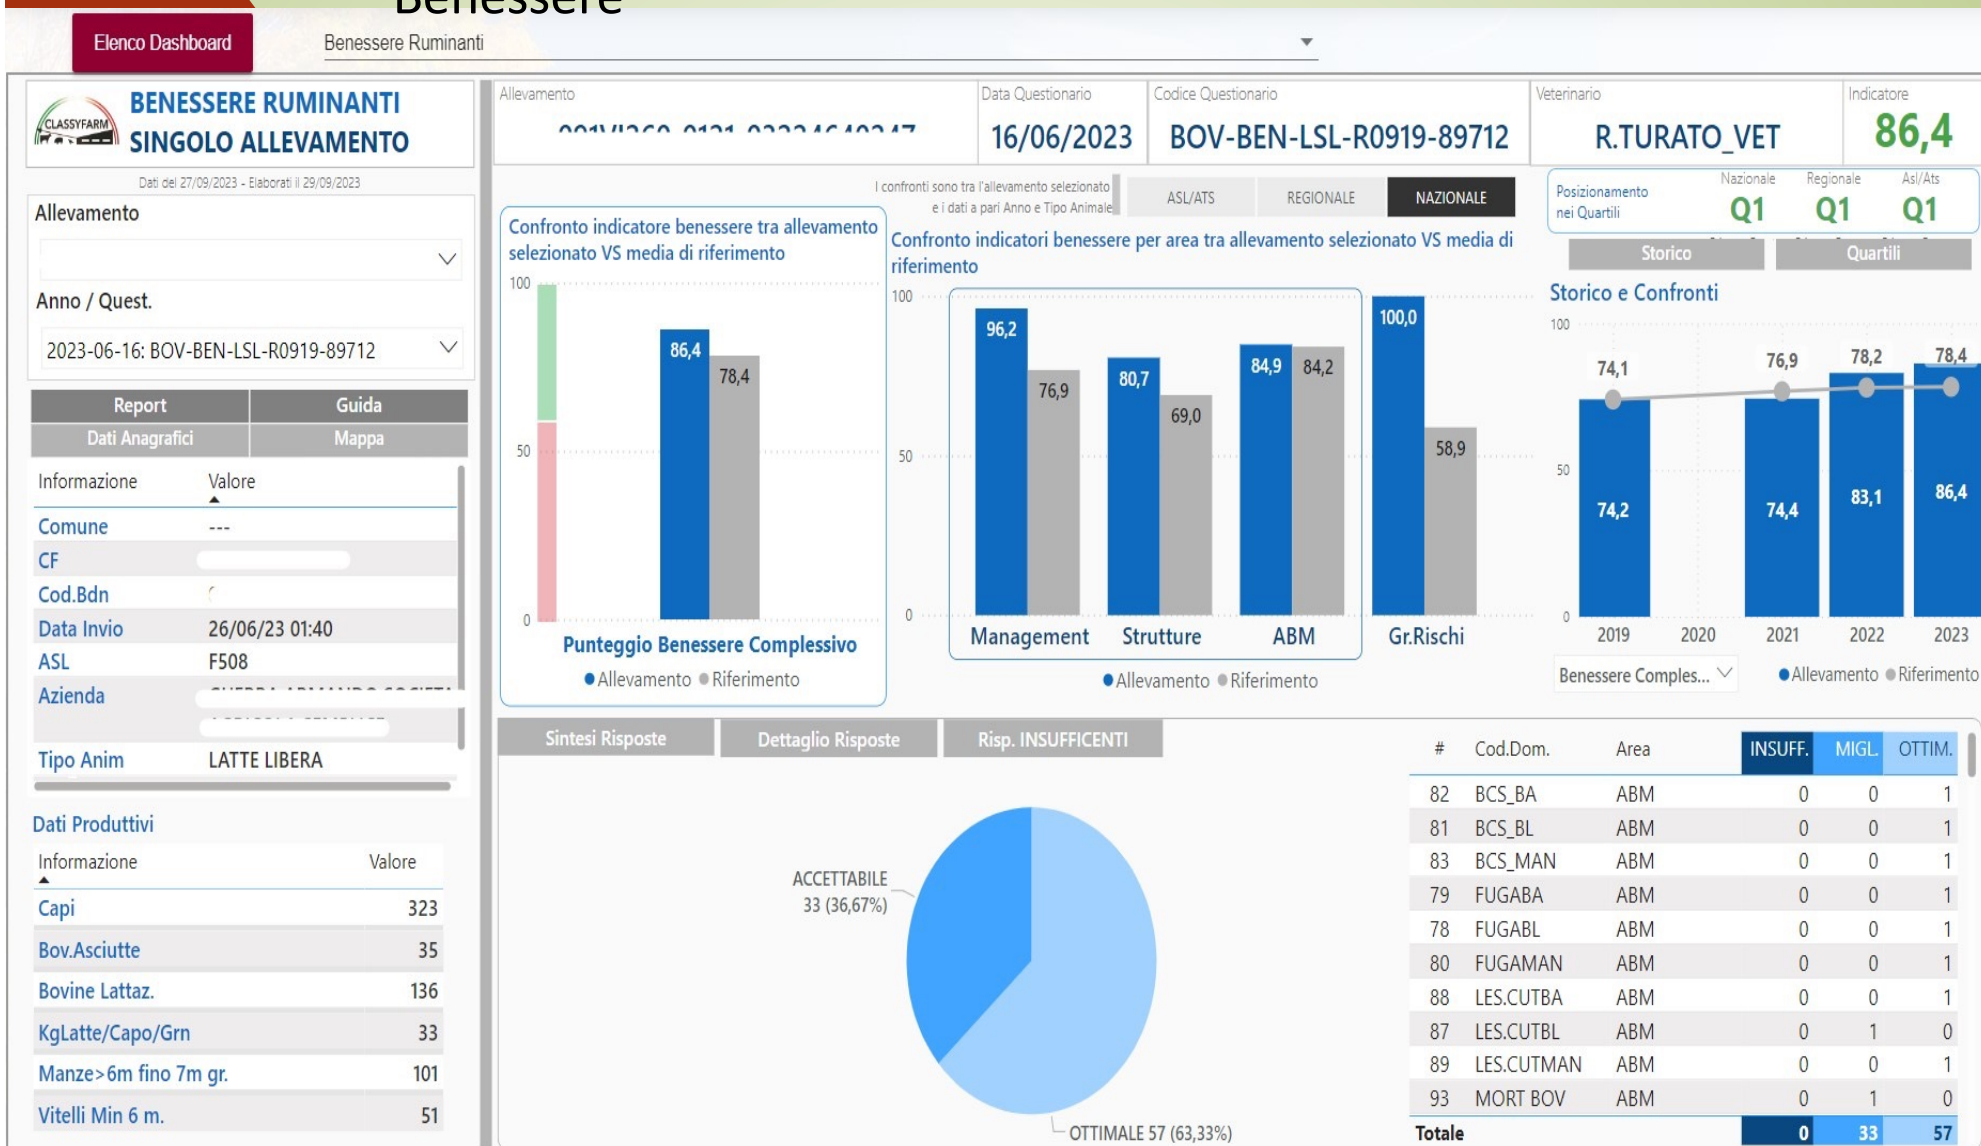 Benessere
Elenco Dashboard
Benessere Ruminanti
CLASSYFARM
BENESSERE RUMINANTI
SINGOLO ALLEVAMENTO
Dati del 27/09/2023 - Elaborati il 29/09/2023
Allevamento
Anno / Quest.
2023-06-16: BOV-BEN-LSL-R0919-89712
Report Guida
Dati Anagrafici Mappa
Informazione Valore
Comune ---
CF
Cod.Bdn
Data Invio 26/06/23 01:40
ASL F508
Azienda
Tipo Anim LATTE LIBERA
Dati Produttivi
Informazione Valore
Capi 323
Bov.Asciutte 35
Bovine Lattaz. 136
KgLatte/Capo/Grn 33
Manze>6m fino 7m gr. 101
Vitelli Min 6 m. 51
Allevamento
Data Questionario
16/06/2023
Codice Questionario
BOV-BEN-LSL-R0919-89712
Veterinario
R.TURATO_VET
Indicatore
86,4
I confronti sono tra l'allevamento selezionato
e i dati a pari Anno e Tipo Animale
ASL/ATS REGIONALE NAZIONALE
Posizionamento
nei Quartili
Nazionale Regionale Asl/Ats
Q1 Q1 Q1
Storico Quartili
Confronto indicatore benessere tra allevamento
selezionato VS media di riferimento
100
50
0
86,4
78,4
Punteggio Benessere Complessivo
Allevamento Riferimento
Confronto indicatori benessere per area tra allevamento selezionato VS media di
riferimento
100
50
0
96,2 76,9
80,7 69,0
84,9 84,2
100,0 58,9
Management Strutture ABM Gr.Rischi
Allevamento Riferimento
Storico e Confronti
100
50
0
74,1 76,9 78,2 78,4
74,2 74,4 83,1 86,4
2019 2020 2021 2022 2023
Benessere Comples...
Allevamento Riferimento
Sintesi Risposte Dettaglio Risposte Risp. INSUFFICENTI
ACCETTABILE
33 (36,67%)
OTTIMALE 57 (63,33%)
# Cod.Dom. Area INSUFF. MIGL. OTTIM.
82 BCS_BA ABM 0 0 1
81 BCS_BL ABM 0 0 1
83 BCS_MAN ABM 0 0 1
79 FUGABA ABM 0 0 1
78 FUGABL ABM 0 0 1
80 FUGAMAN ABM 0 0 1
88 LES.CUTBA ABM 0 0 1
87 LES.CUTBL ABM 0 1 0
89 LES.CUTMAN ABM 0 0 1
93 MORT BOV ABM 0 1 0
Totale 0 33 57